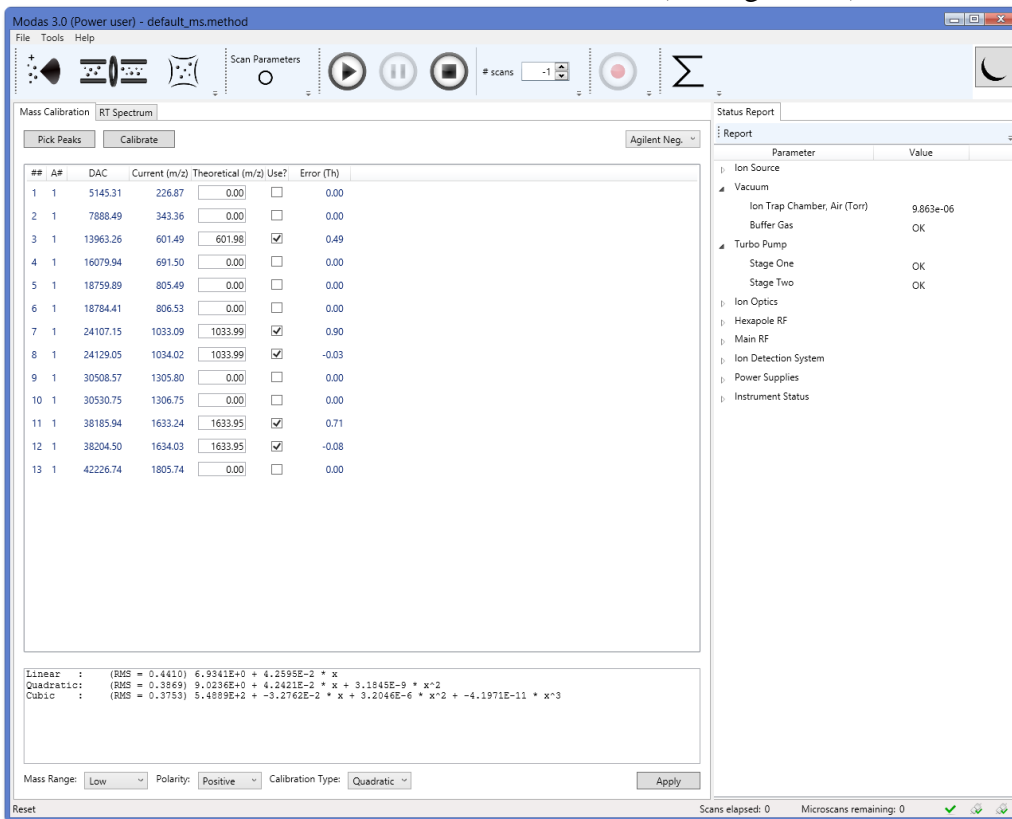 Modas 3.0 (Power user) - default_ms.method
File Tools Help
Scan Parameters
# scans -1
Mass Calibration RT Spectrum
Pick Peaks Calibrate Agilent Neg.
## A# DAC Current (m/z) Theoretical (m/z) Use? Error (Th)
1 1 5145.31 226.87 0.00 0.00
2 1 7888.49 343.36 0.00 0.00
3 1 13963.26 601.49 601.98 0.49
4 1 16079.94 691.50 0.00 0.00
5 1 18759.89 805.49 0.00 0.00
6 1 18784.41 806.53 0.00 0.00
7 1 24107.15 1033.09 1033.99 0.90
8 1 24129.05 1034.02 1033.99 -0.03
9 1 30508.57 1305.80 0.00 0.00
10 1 30530.75 1306.75 0.00 0.00
11 1 38185.94 1633.24 1633.95 0.71
12 1 38204.50 1634.03 1633.95 -0.08
13 1 42226.74 1805.74 0.00 0.00
Linear : (RMS = 0.4410) 6.9341E+0 + 4.2595E-2 * x
Quadratic: (RMS = 0.3869) 9.0236E+0 + 4.2421E-2 * x + 3.1845E-9 * x^2
Cubic : (RMS = 0.3753) 5.4889E+2 + -3.2762E-2 * x + 3.2046E-6 * x^2 + -4.1971E-11 * x^3
Mass Range: Low Polarity: Positive Calibration Type: Quadratic Apply
Status Report
Report
Parameter Value
Ion Source
Vacuum
Ion Trap Chamber, Air (Torr) 9.863e-06
Buffer Gas OK
Turbo Pump
Stage One OK
Stage Two OK
Ion Optics
Hexapole RF
Main RF
Ion Detection System
Power Supplies
Instrument Status
Reset Scans elapsed: 0 Microscans remaining: 0